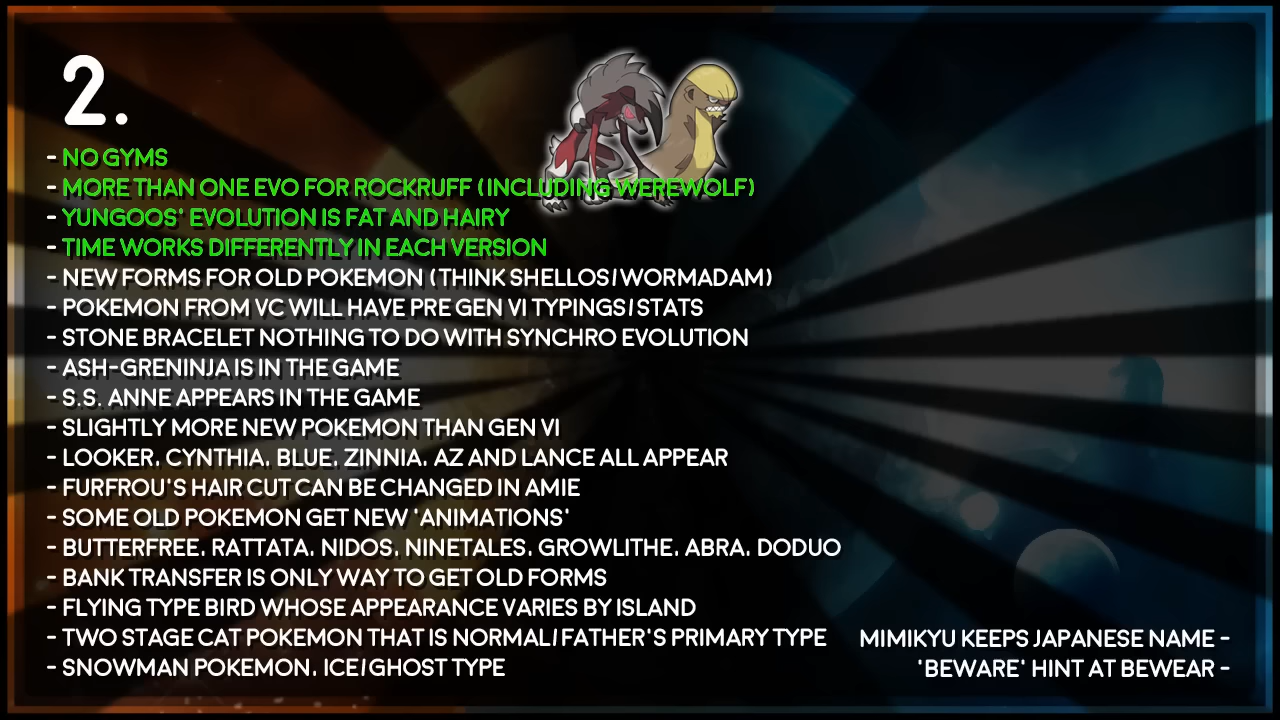 2.
- NO GYMS
- MORE THAN ONE EVO FOR ROCKRUFF (INCLUDING WEREWOLF)
- YUNGOOS' EVOLUTION IS FAT AND HAIRY
- TIME WORKS DIFFERENTLY IN EACH VERSION
- NEW FORMS FOR OLD POKEMON (THINK SHELLOS/WORMADAM)
- POKEMON FROM VC WILL HAVE PRE GEN VI TYPINGS/STATS
- STONE BRACELET NOTHING TO DO WITH SYNCHRO EVOLUTION
- ASH-GRENINJA IS IN THE GAME
- S.S. ANNE APPEARS IN THE GAME
- SLIGHTLY MORE NEW POKEMON THAN GEN VI
- LOOKER, CYNTHIA, BLUE, ZINNIA, AZ AND LANCE ALL APPEAR
- FURFROU'S HAIR CUT CAN BE CHANGED IN AMIE
- SOME OLD POKEMON GET NEW 'ANIMATIONS'
- BUTTERFREE, RATTATA, NIDOS, NINETALES, GROWLITHE, ABRA, DODUO
- BANK TRANSFER IS ONLY WAY TO GET OLD FORMS
- FLYING TYPE BIRD WHOSE APPEARANCE VARIES BY ISLAND
- TWO STAGE CAT POKEMON THAT IS NORMAL/FATHER'S PRIMARY TYPE
- SNOWMAN POKEMON, ICE/GHOST TYPE
MIMIKYU KEEPS JAPANESE NAME -
'BEWARE' HINT AT BEWEAR -